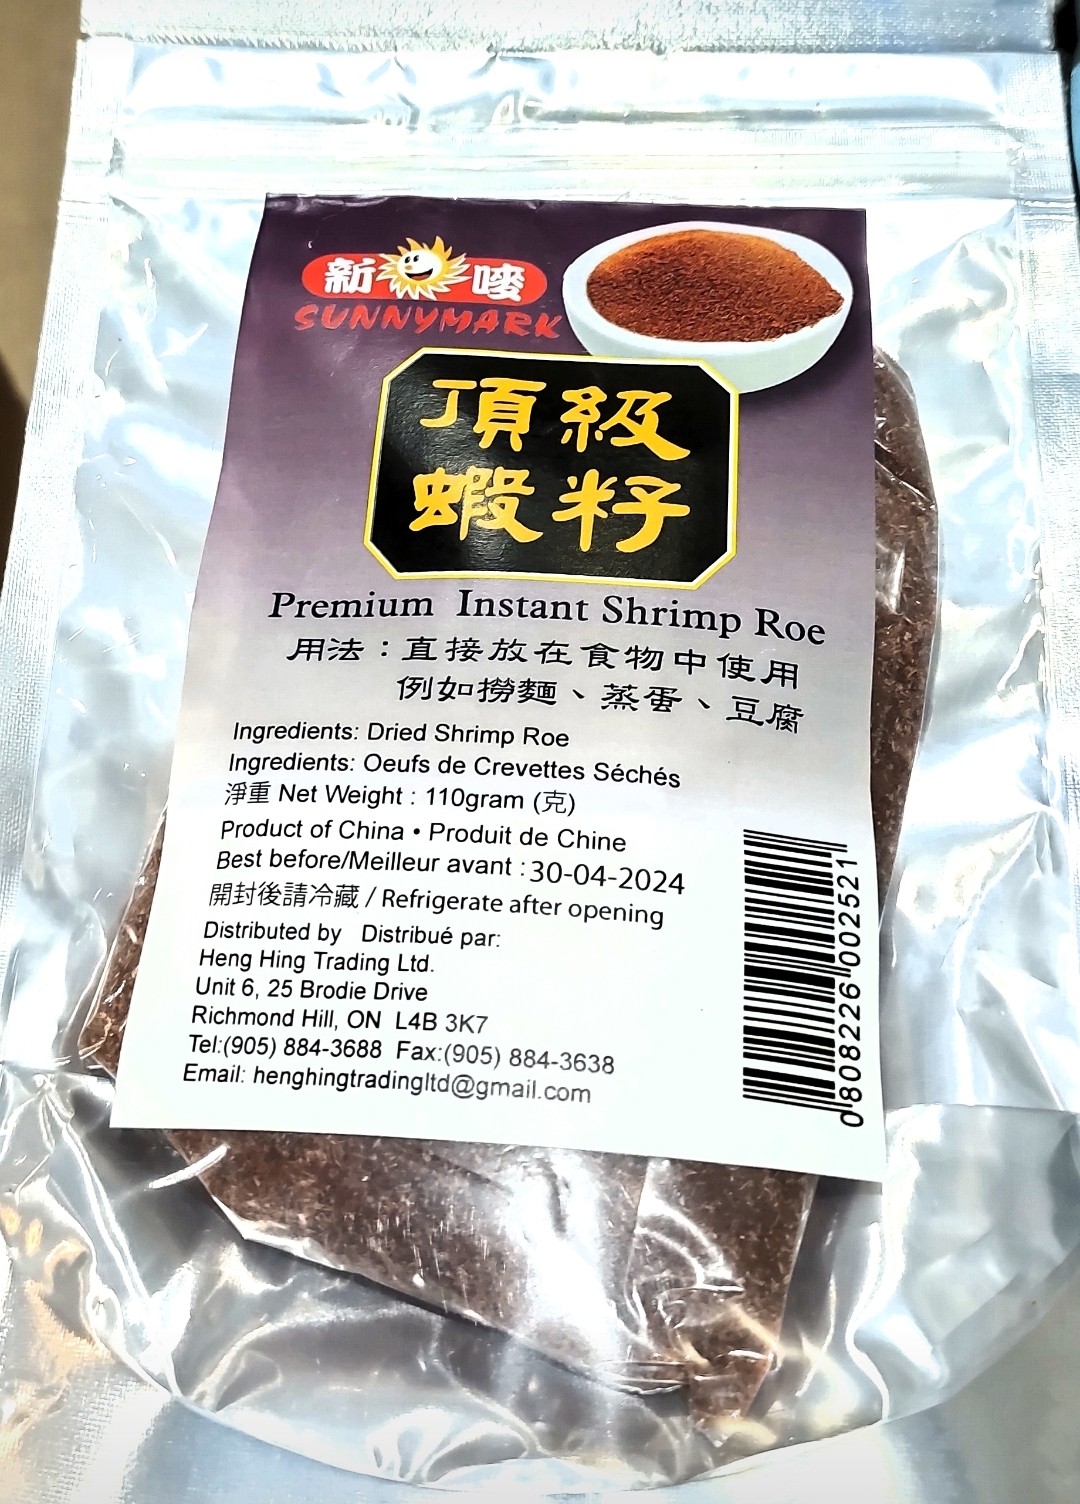 新 嘜
SUNNYMARK
頂級
蝦籽
Premium Instant Shrimp Roe
用法：直接放在食物中使用
例如撈麵、蒸蛋、豆腐
Ingredients: Dried Shrimp Roe
Ingredients: Oeufs de Crevettes Séchés
淨重 Net Weight : 110gram (克)
Product of China • Produit de Chine
Best before/Meilleur avant : 30-04-2024
開封後請冷藏 / Refrigerate after opening
Distributed by Distribué par:
Heng Hing Trading Ltd.
Unit 6, 25 Brodie Drive
Richmond Hill, ON L4B 3K7
Tel:(905) 884-3688 Fax:(905) 884-3638
Email: henghingtradingltd@gmail.com
0 808226 002521